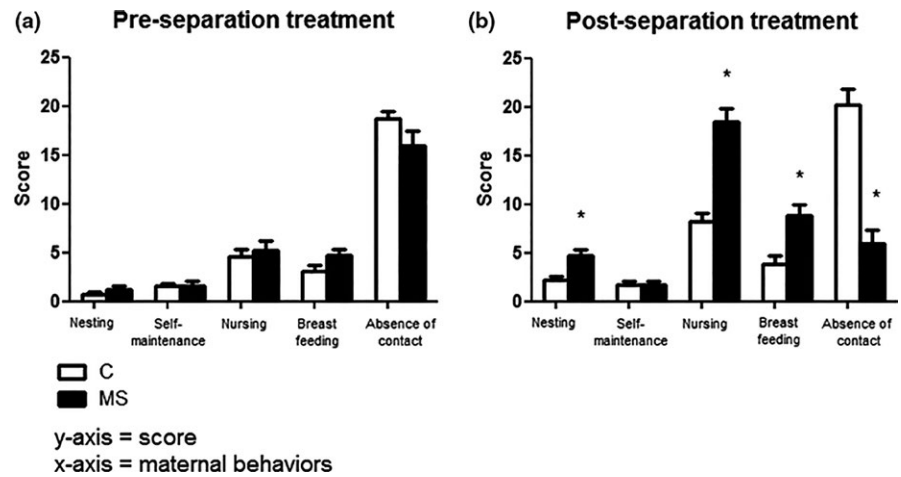 (a) Pre-separation treatment
25
20
15
10
5
0
Score
Nesting
Self-
maintenance
Nursing
Breast
feeding
Absence of
contact
(b) Post-separation treatment
25
20
15
10
5
0
Score
*
*
*
*
Nesting
Self-
maintenance
Nursing
Breast
feeding
Absence of
contact
C
MS
y-axis = score
x-axis = maternal behaviors